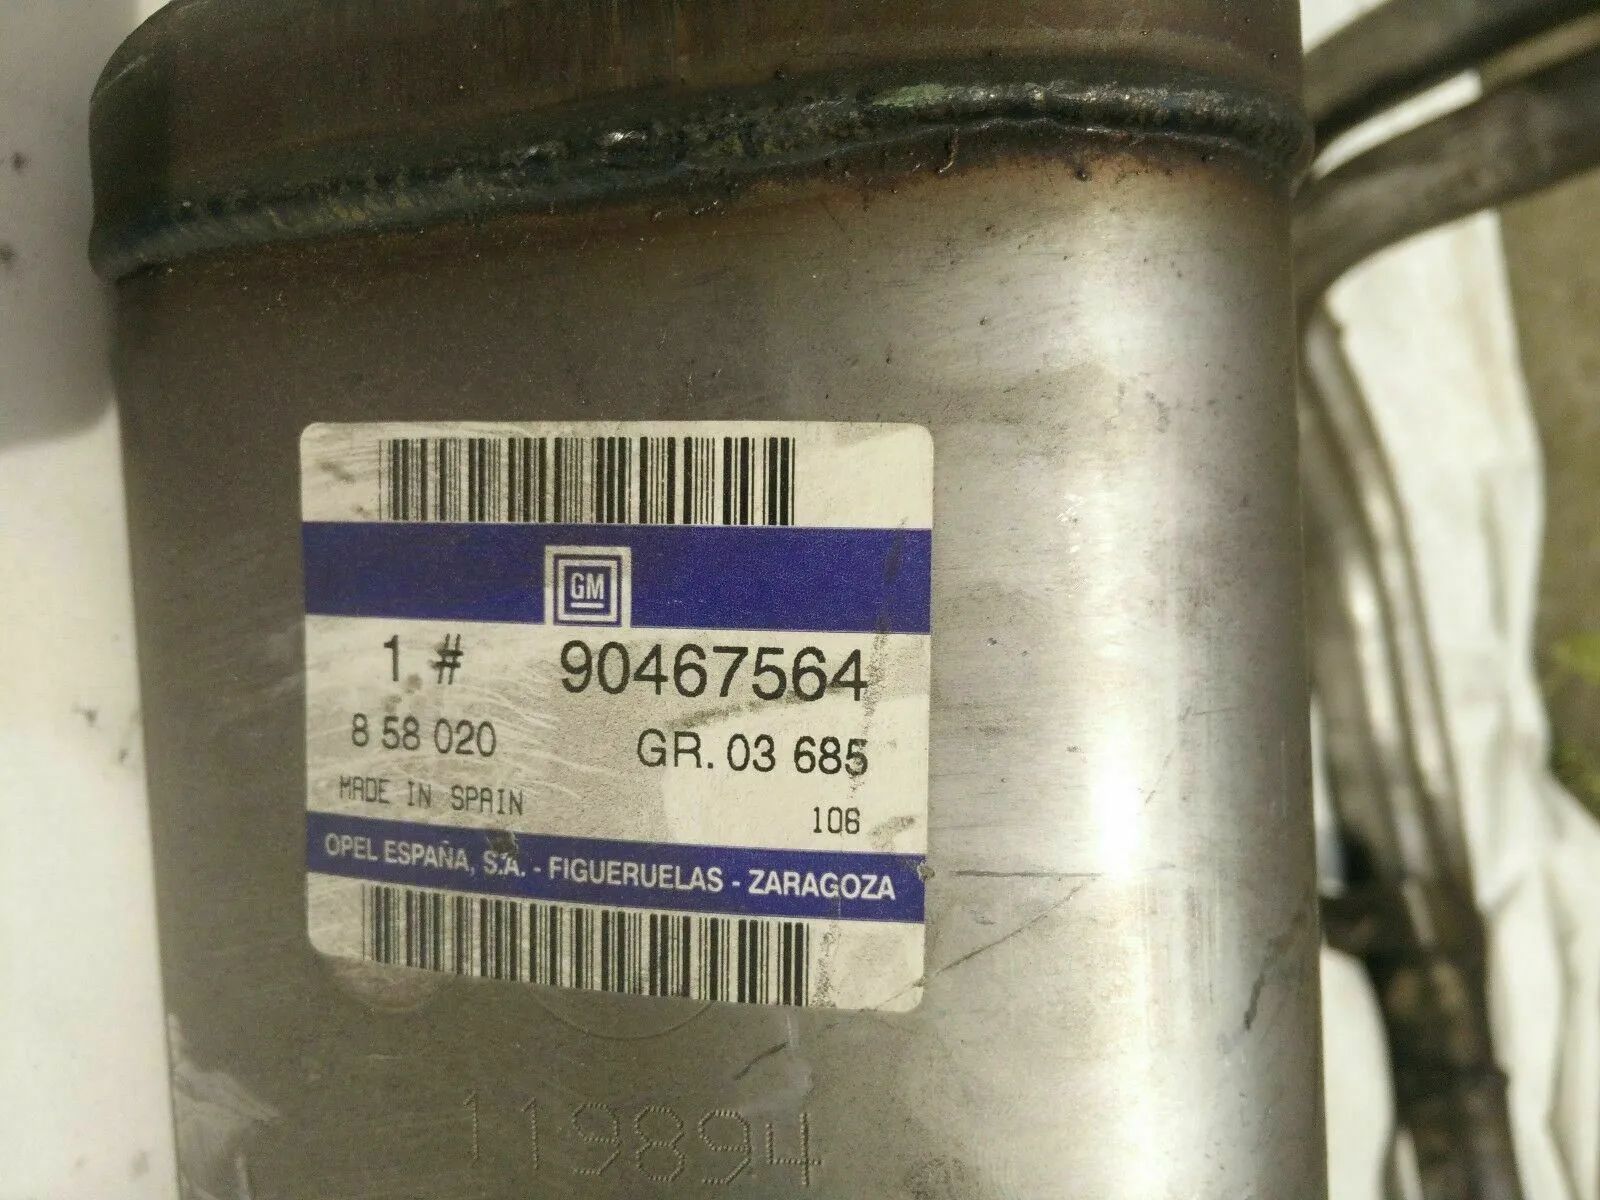 GM
1 # 90467564
8 58 020 GR. 03 685
MADE IN SPAIN 106
OPEL ESPAÑA, S.A. - FIGUERUELAS - ZARAGOZA
119894